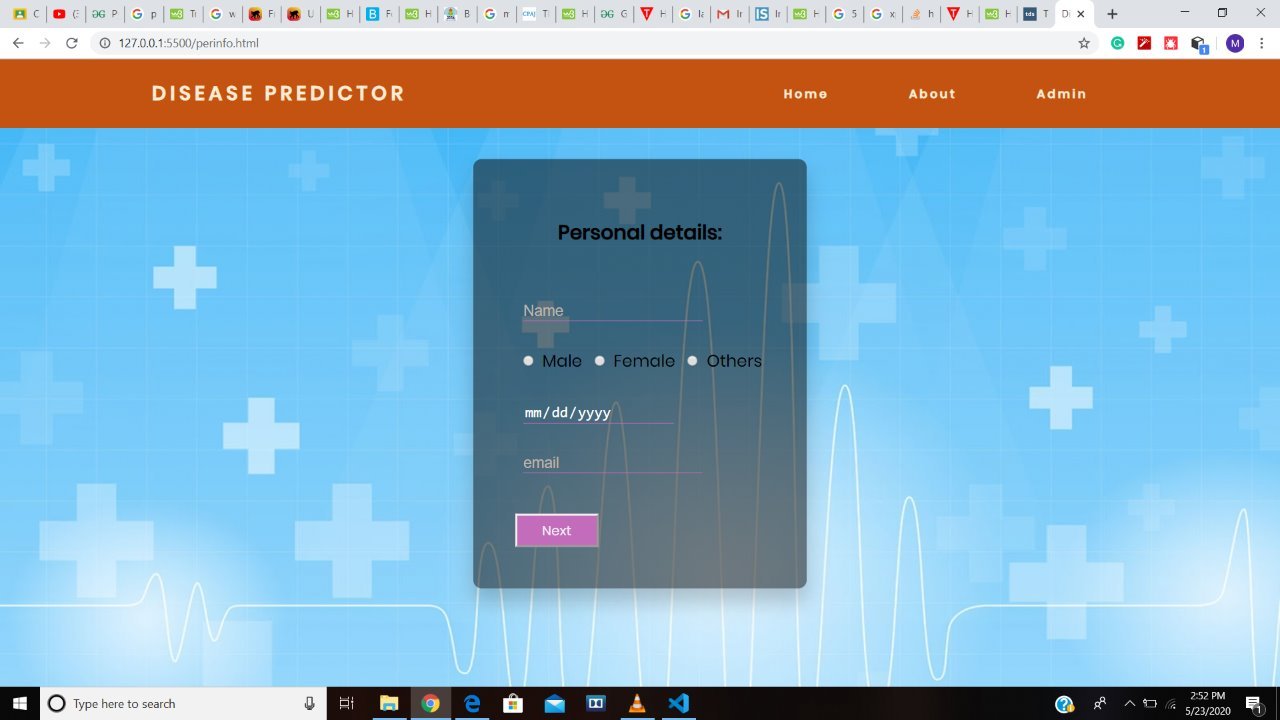 127.0.0.1:5500/perinfo.html
M
DISEASE PREDICTOR
Home About Admin
Personal details:
Name
Male Female Others
mm/dd/yyyy
email
Next
Type here to search
2:52 PM
5/23/2020